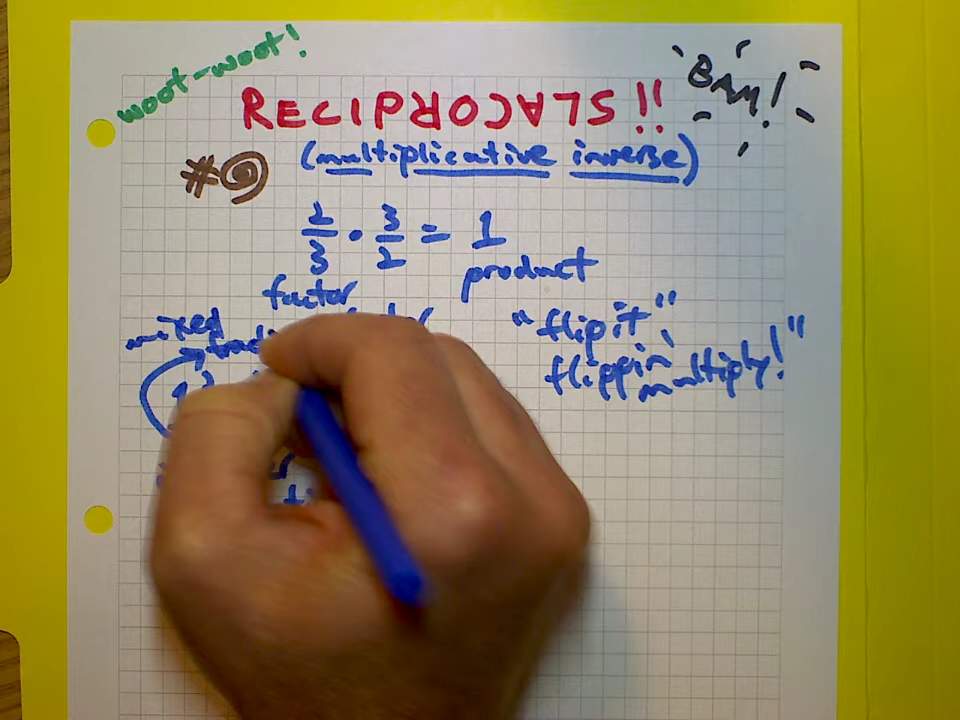 woot-woot!
BAM!
RECIPROCALS!!
(multiplicative inverse)
#9
2/3 · 3/2 = 1
product
factor
"flip it"
mixed
flippin' multiply!"